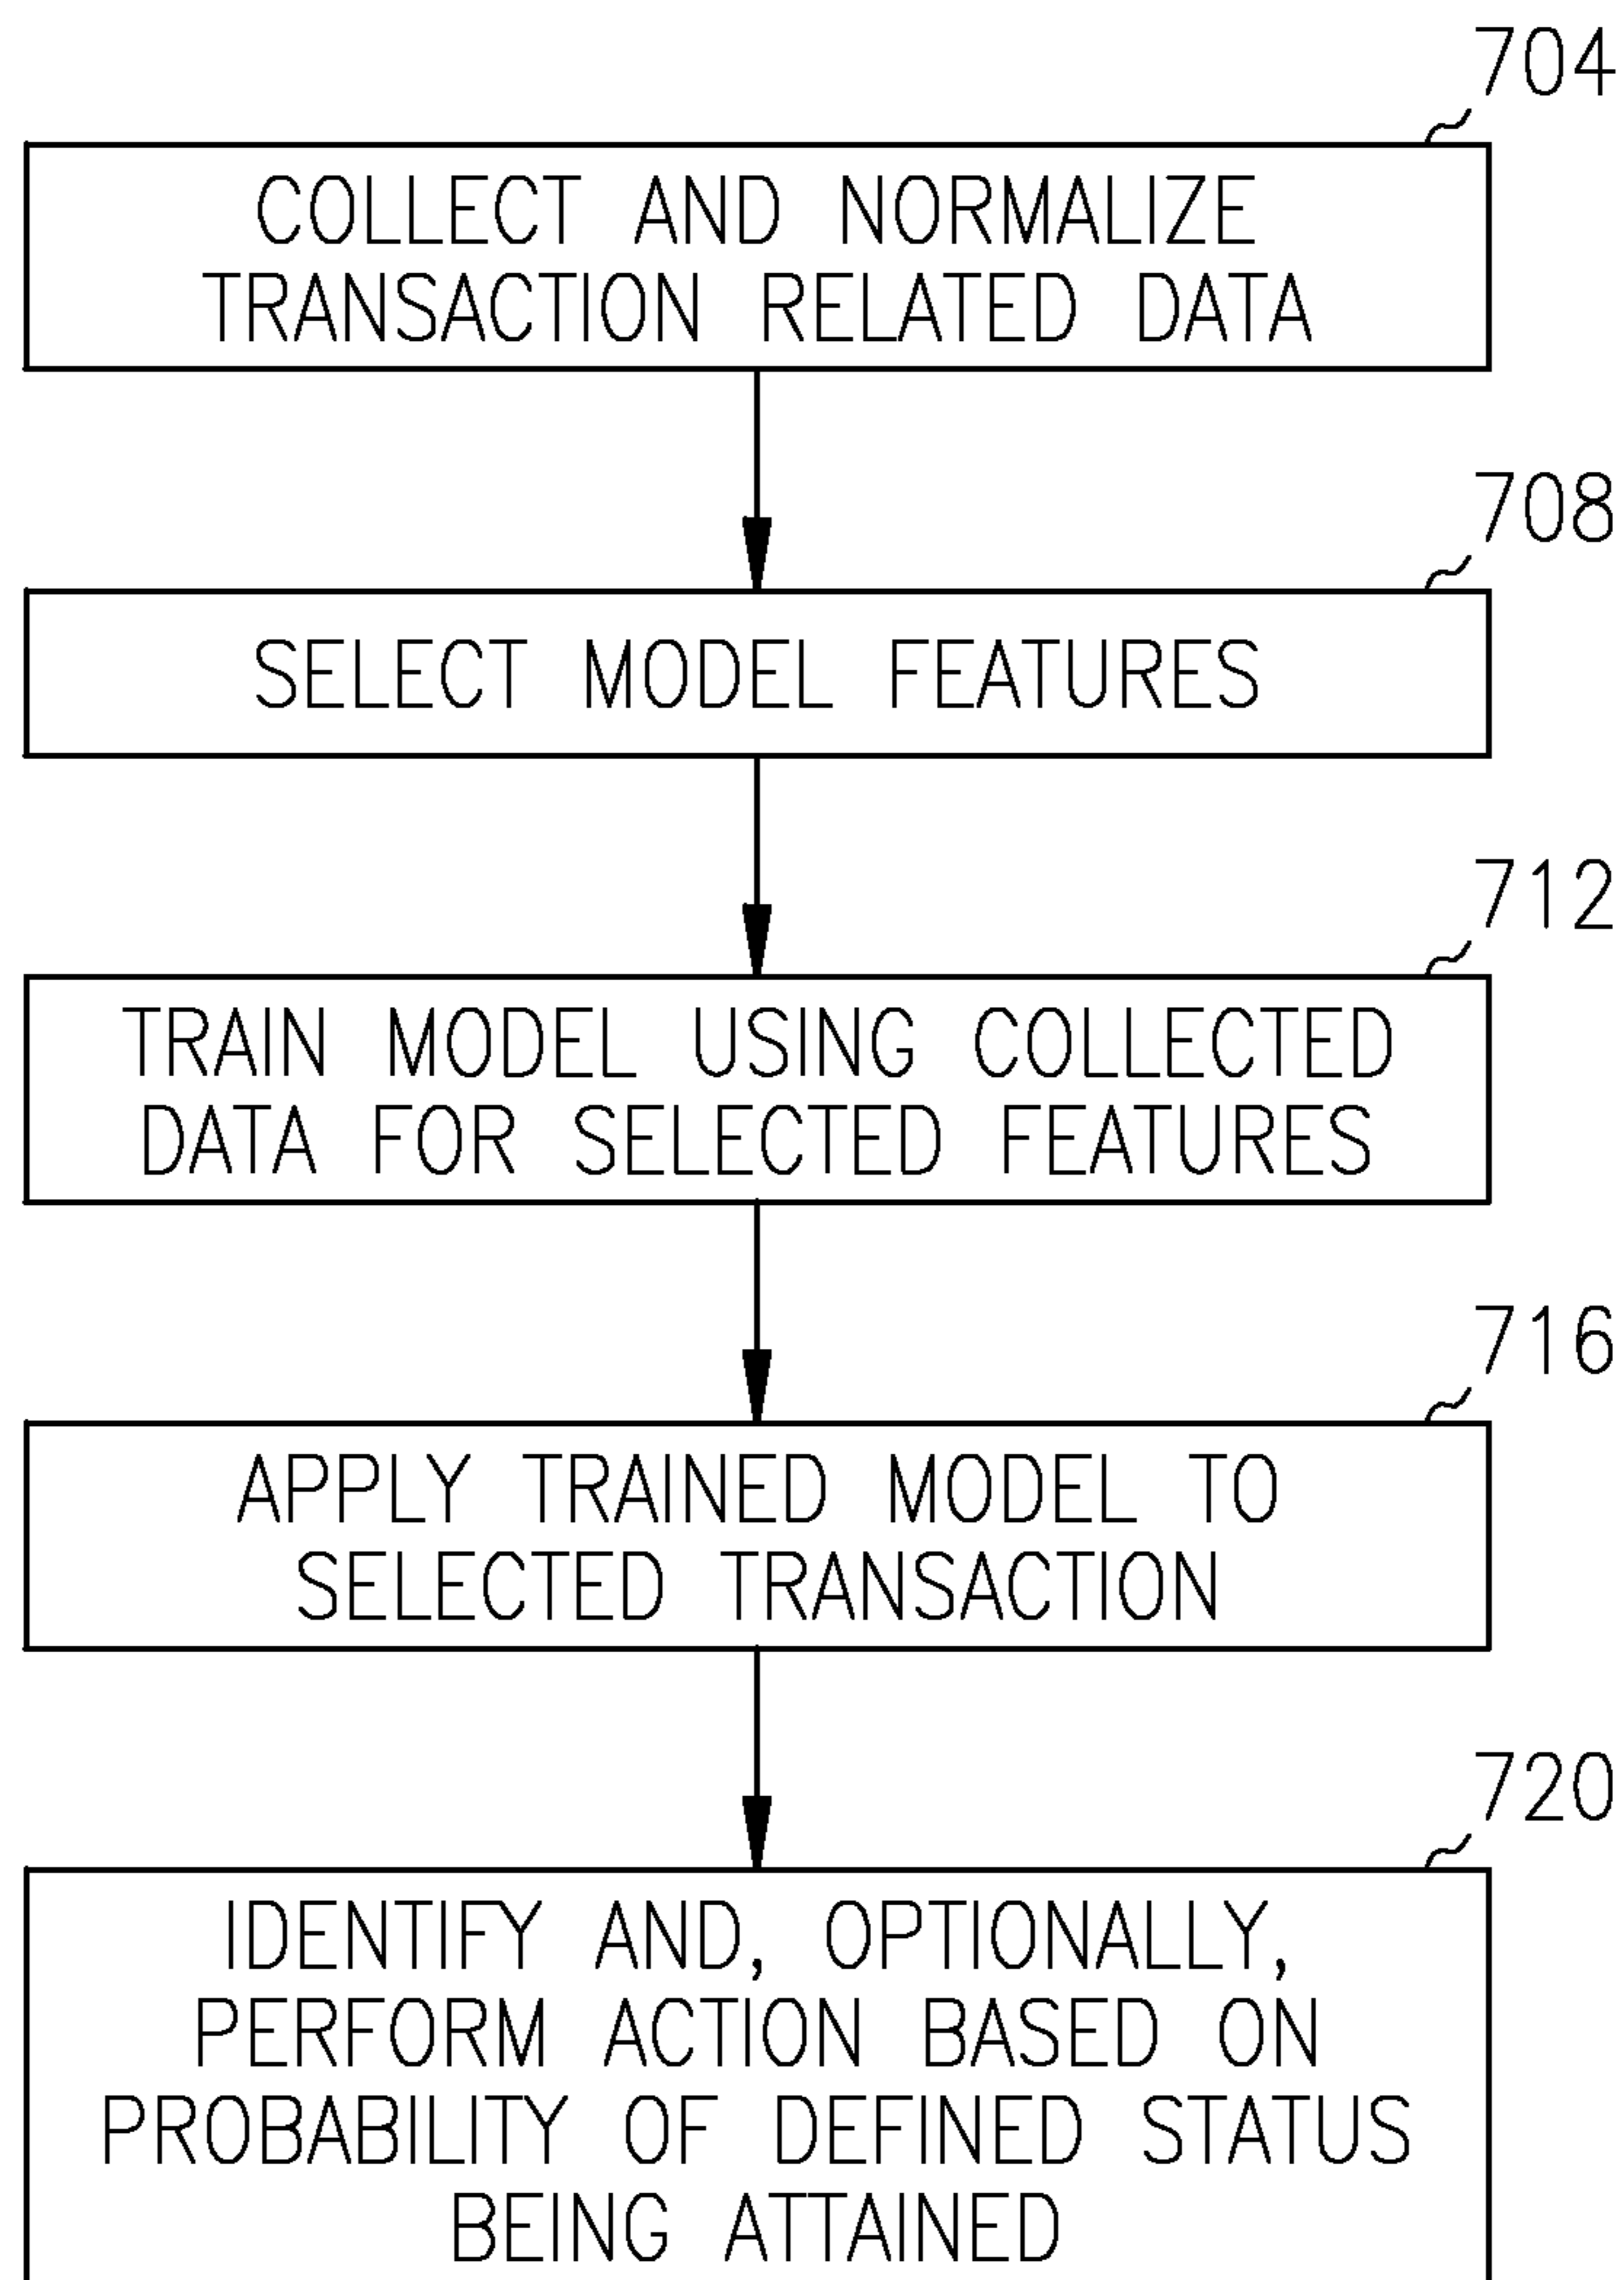 704
COLLECT AND NORMALIZE
TRANSACTION RELATED DATA
708
SELECT MODEL FEATURES
712
TRAIN MODEL USING COLLECTED
DATA FOR SELECTED FEATURES
716
APPLY TRAINED MODEL TO
SELECTED TRANSACTION
720
IDENTIFY AND, OPTIONALLY,
PERFORM ACTION BASED ON
PROBABILITY OF DEFINED STATUS
BEING ATTAINED